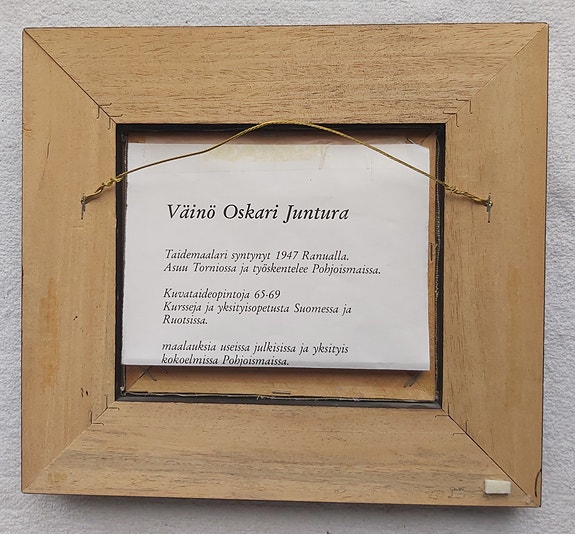 Väinö Oskari Juntura
Taidemaalari syntynyt 1947 Ranualla.
Asuu Torniossa ja työskentelee Pohjoismaissa.
Kuvataideopintoja 65-69
Kursseja ja yksityisopetusta Suomessa ja
Ruotsissa.
maalauksia useissa julkisissa ja yksityis
kokoelmissa Pohjoismaissa.